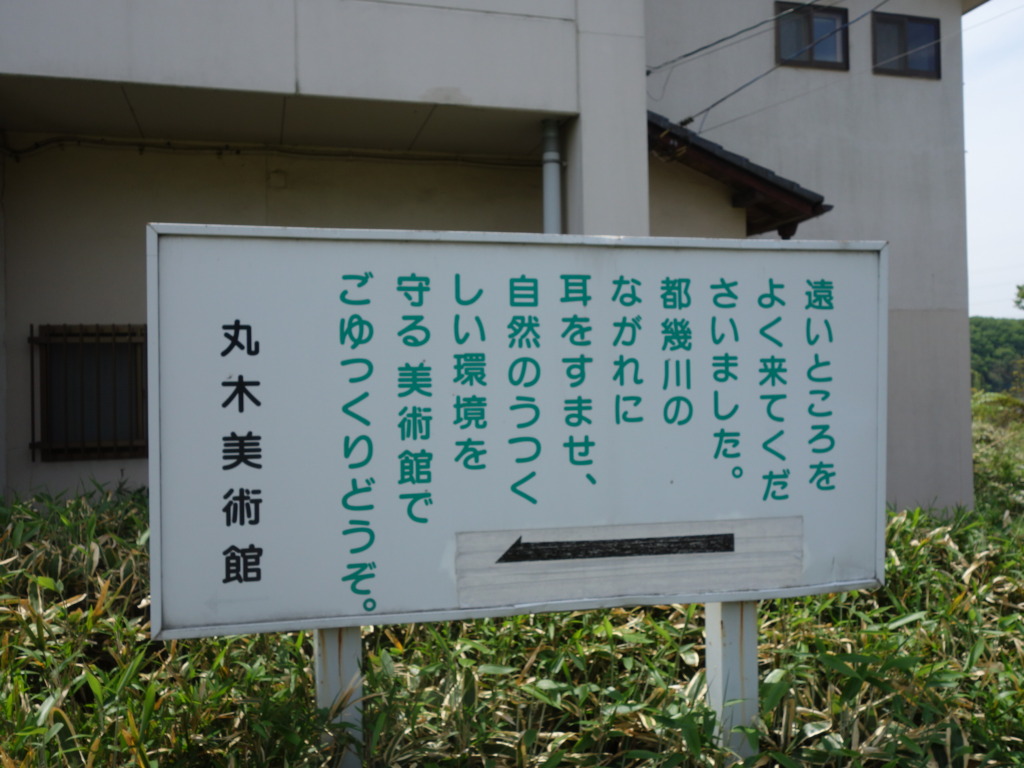 遠いところを
よく来てくだ
さいました。
都幾川の
ながれに
耳をすませ、
自然のうつく
しい環境を
守る美術館で
ごゆっくりどうぞ。
丸木美術館